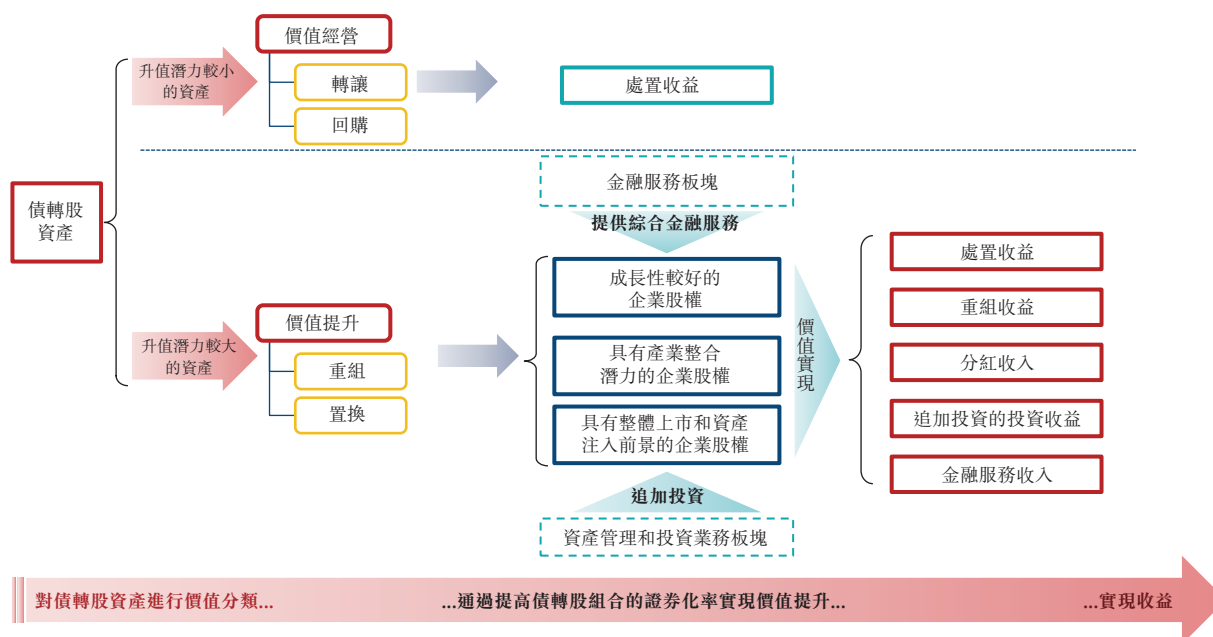 債轉股
資產
升值潛力較小
的資產
價值經營
轉讓
回購
處置收益
升值潛力較大
的資產
價值提升
重組
置換
金融服務板塊
提供綜合金融服務
成長性較好的
企業股權
具有產業整合
潛力的企業股權
具有整體上市和資產
注入前景的企業股權
追加投資
資產管理和投資業務板塊
價值實現
處置收益
重組收益
分紅收入
追加投資的投資收益
金融服務收入
對債轉股資產進行價值分類...
...通過提高債轉股組合的證券化率實現價值提升...
...實現收益